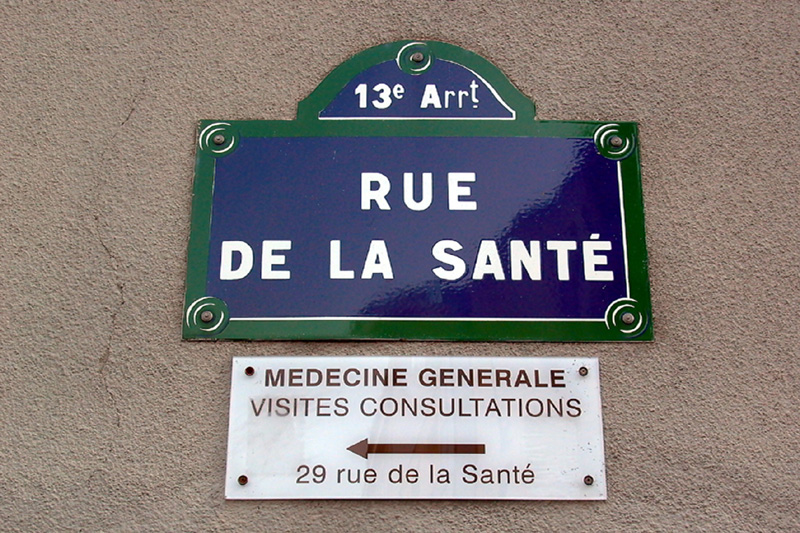 13e Arrt
RUE
DE LA SANTÉ
MEDECINE GENERALE
VISITES CONSULTATIONS
29 rue de la Santé